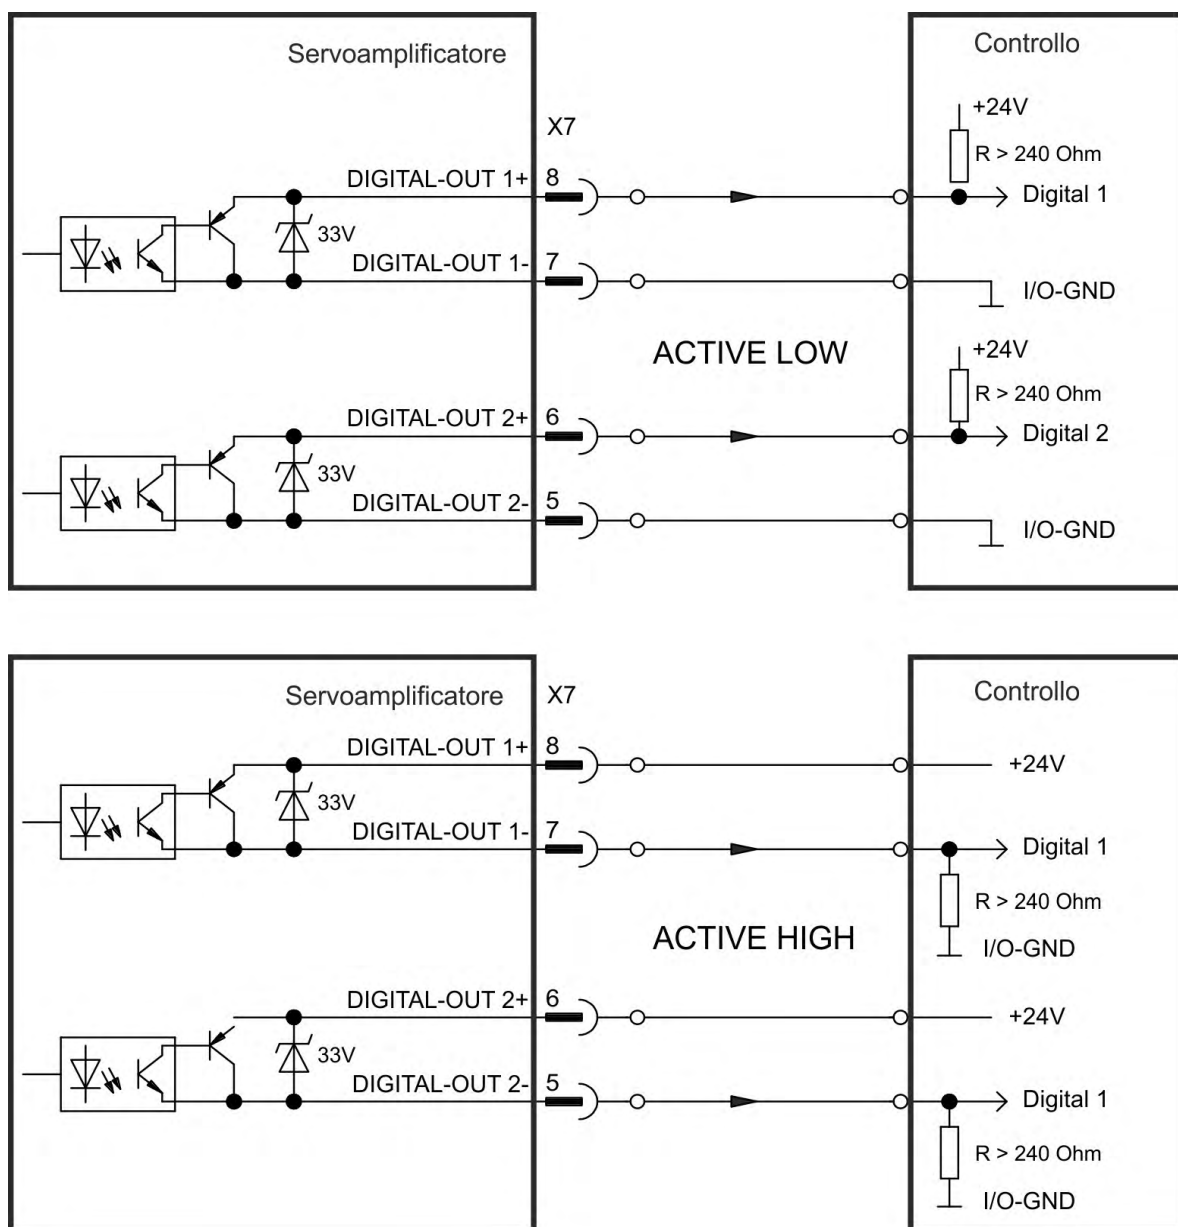 Servoamplificatore
Controllo
+24V
X7
R > 240 Ohm
DIGITAL-OUT 1+
8
Digital 1
33V
DIGITAL-OUT 1-
7
I/O-GND
ACTIVE LOW
+24V
R > 240 Ohm
DIGITAL-OUT 2+
6
Digital 2
33V
DIGITAL-OUT 2-
5
I/O-GND
Servoamplificatore
X7
Controllo
DIGITAL-OUT 1+
8
+24V
33V
DIGITAL-OUT 1-
7
Digital 1
R > 240 Ohm
ACTIVE HIGH
I/O-GND
DIGITAL-OUT 2+
6
+24V
33V
DIGITAL-OUT 2-
5
Digital 1
R > 240 Ohm
I/O-GND